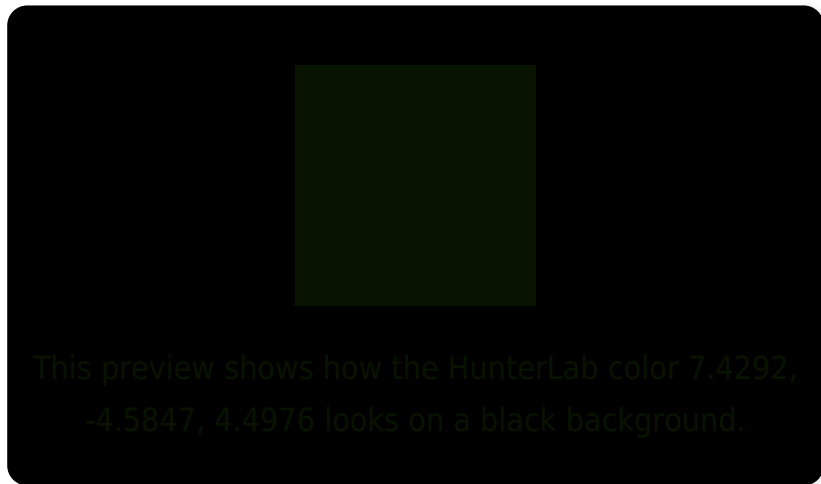 This preview shows how the HunterLab color 7.4292,
-4.5847, 4.4976 looks on a black background.